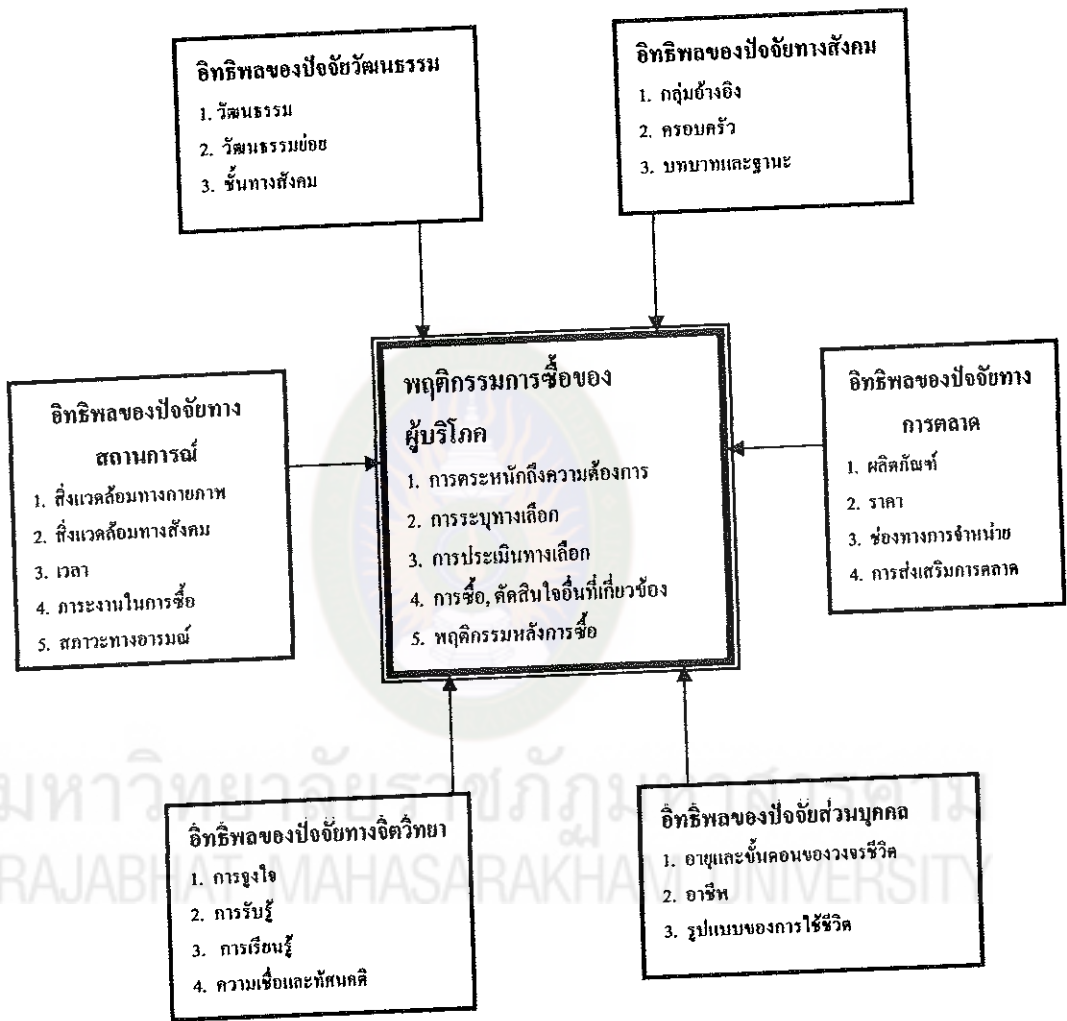 อิทธิพลของปัจจัยวัฒนธรรม
1. วัฒนธรรม
2. วัฒนธรรมย่อย
3. ชั้นทางสังคม
อิทธิพลของปัจจัยทางสังคม
1. กลุ่มอ้างอิง
2. ครอบครัว
3. บทบาทและฐานะ
อิทธิพลของปัจจัยทาง
สถานการณ์
1. สิ่งแวดล้อมทางกายภาพ
2. สิ่งแวดล้อมทางสังคม
3. เวลา
4. ภาระงานในการซื้อ
5. สภาวะทางอารมณ์
พฤติกรรมการซื้อของ
ผู้บริโภค
1. การตระหนักถึงความต้องการ
2. การระบุทางเลือก
3. การประเมินทางเลือก
4. การซื้อ, ตัดสินใจอื่นที่เกี่ยวข้อง
5. พฤติกรรมหลังการซื้อ
อิทธิพลของปัจจัยทาง
การตลาด
1. ผลิตภัณฑ์
2. ราคา
3. ช่องทางการจำหน่าย
4. การส่งเสริมการตลาด
อิทธิพลของปัจจัยทางจิตวิทยา
1. การจูงใจ
2. การรับรู้
3. การเรียนรู้
4. ความเชื่อและทัศนคติ
อิทธิพลของปัจจัยส่วนบุคคล
1. อายุและขั้นตอนของวงจรชีวิต
2. อาชีพ
3. รูปแบบของการใช้ชีวิต
มหาวิทยาลัยราชภัฏมหาสารคาม
RAJABHAT MAHASARAKHAM UNIVERSITY